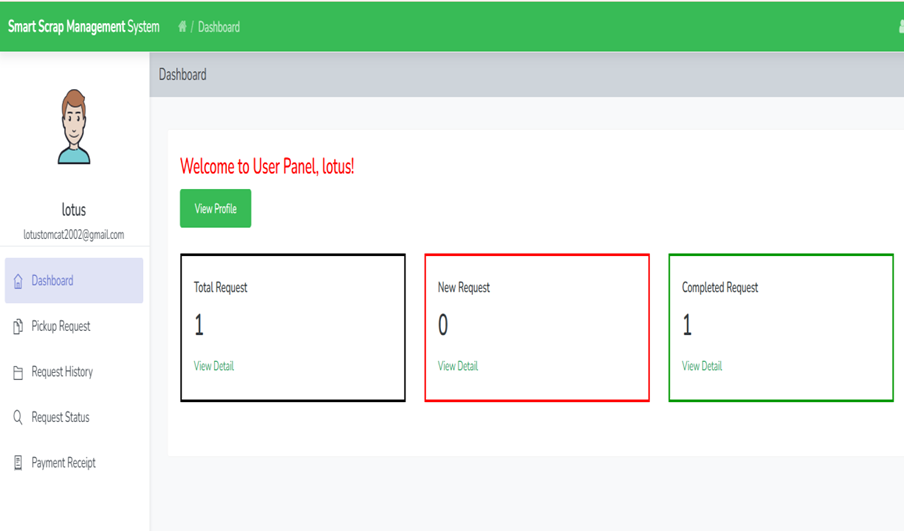 Smart Scrap Management System / Dashboard
Dashboard
lotus
lotustomcat2002@gmail.com
Dashboard
Pickup Request
Request History
Request Status
Payment Receipt
Welcome to User Panel, lotus!
View Profile
Total Request
1
View Detail
New Request
0
View Detail
Completed Request
1
View Detail